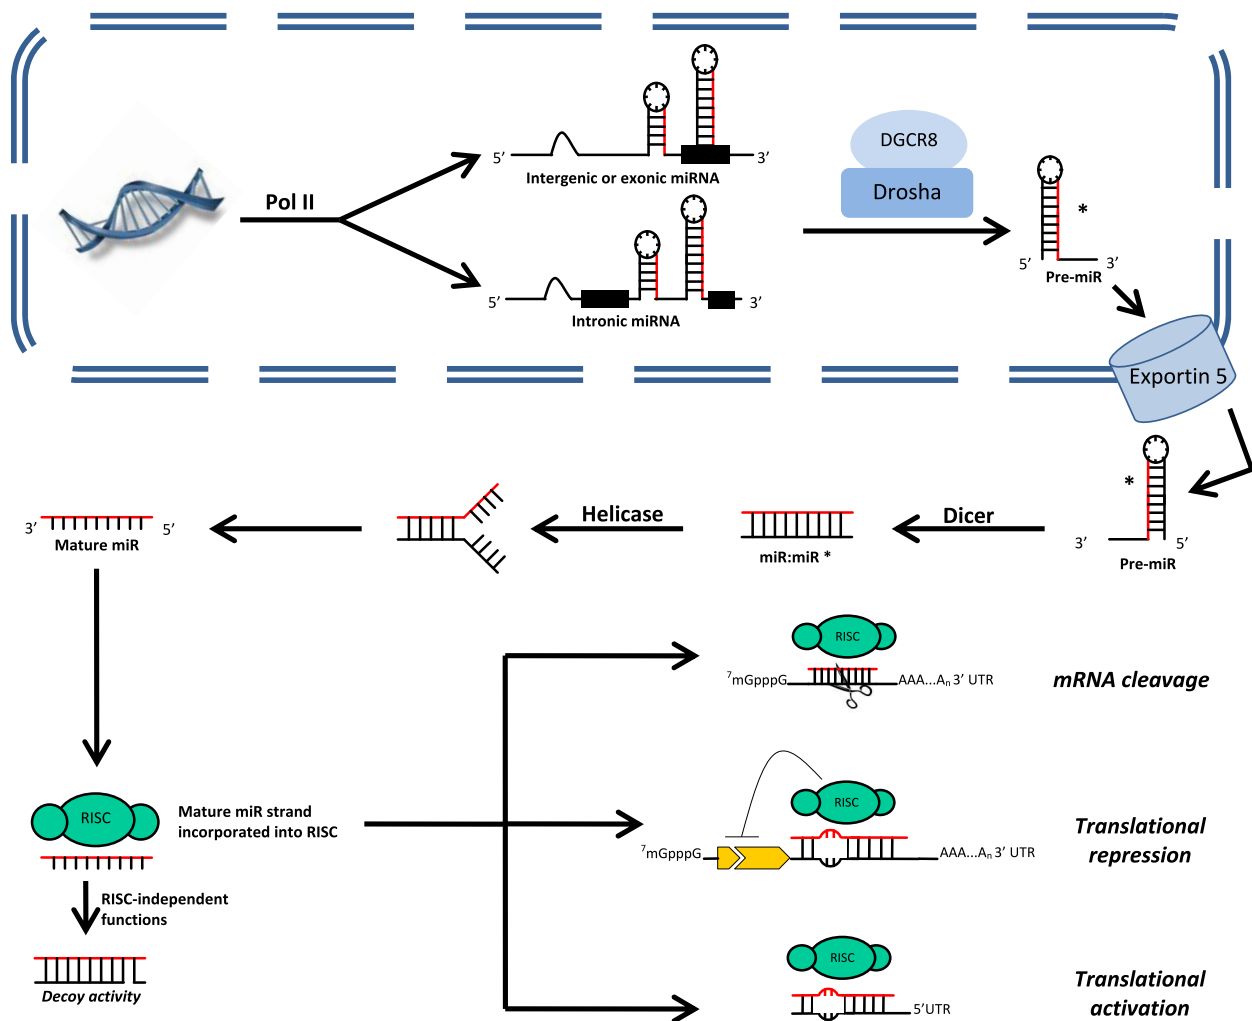 Pol II
5’
3’
Intergenic or exonic miRNA
5’
3’
Intronic miRNA
DGCR8
Drosha
*
5’
3’
Pre-miR
Exportin 5
*
3’
5’
Pre-miR
Dicer
miR:miR *
Helicase
3’
5’
Mature miR
RISC
Mature miR strand
incorporated into RISC
RISC-independent
functions
Decoy activity
RISC
⁷mGpppG
AAA...Aₙ 3’ UTR
mRNA cleavage
RISC
⁷mGpppG
AAA...Aₙ 3’ UTR
Translational
repression
RISC
5’UTR
Translational
activation